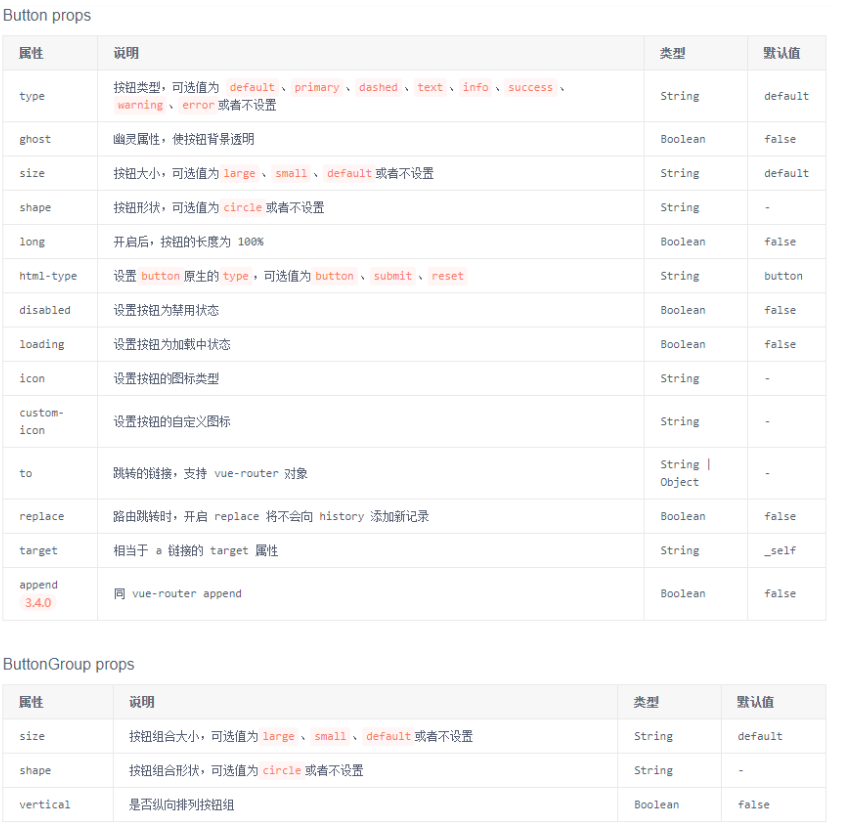 Button props
属性 说明 类型 默认值
type 按钮类型，可选值为 default 、 primary 、 dashed 、 text 、 info 、 success 、 warning 、 error 或者不设置 String default
ghost 幽灵属性，使按钮背景透明 Boolean false
size 按钮大小，可选值为 large 、 small 、 default 或者不设置 String default
shape 按钮形状，可选值为 circle 或者不设置 String -
long 开启后，按钮的长度为 100% Boolean false
html-type 设置 button 原生的 type ，可选值为 button 、 submit 、 reset String button
disabled 设置按钮为禁用状态 Boolean false
loading 设置按钮为加载中状态 Boolean false
icon 设置按钮的图标类型 String -
custom-icon 设置按钮的自定义图标 String -
to 跳转的链接，支持 vue-router 对象 String | Object -
replace 路由跳转时，开启 replace 将不会向 history 添加新记录 Boolean false
target 相当于 a 链接的 target 属性 String _self
append 3.4.0 同 vue-router append Boolean false
ButtonGroup props
属性 说明 类型 默认值
size 按钮组合大小，可选值为 large 、 small 、 default 或者不设置 String default
shape 按钮组合形状，可选值为 circle 或者不设置 String -
vertical 是否纵向排列按钮组 Boolean false